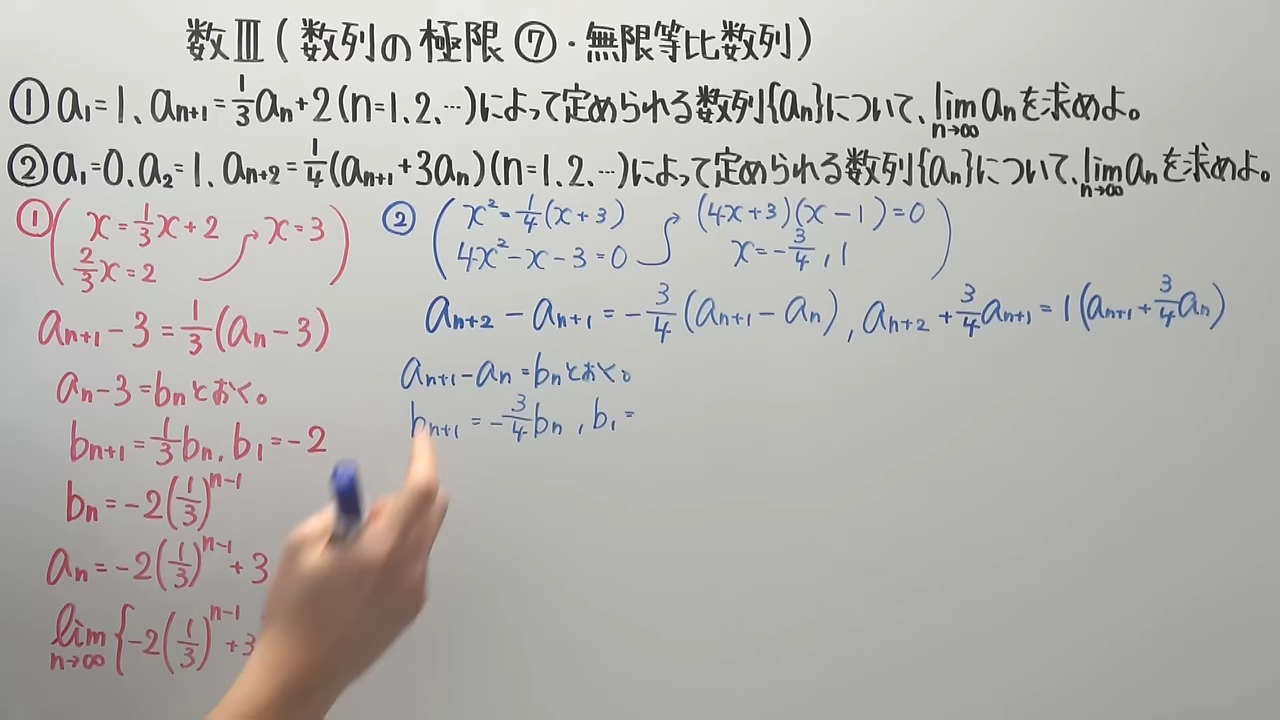 数Ⅲ(数列の極限⑦・無限等比数列)
①a₁=1、aₙ₊₁=1/3aₙ+2(n=1.2.…)によって定められる数列{aₙ}について、lim n→∞ aₙを求めよ。
②a₁=0、a₂=1、aₙ₊₂=1/4(aₙ₊₁+3aₙ)(n=1.2.…)によって定められる数列{aₙ}について、lim n→∞ aₙを求めよ。
①(x=1/3x+2
2/3x=2
x=3)
aₙ₊₁-3=1/3(aₙ-3)
aₙ-3=bₙとおく。
bₙ₊₁=1/3bₙ, b₁=-2
bₙ=-2(1/3)ⁿ⁻¹
aₙ=-2(1/3)ⁿ⁻¹+3
lim n→∞ {-2(1/3)ⁿ⁻¹+3
②(x²=1/4(x+3)
4x²-x-3=0
(4x+3)(x-1)=0
x=-3/4, 1)
aₙ₊₂-aₙ₊₁=-3/4(aₙ₊₁-aₙ), aₙ₊₂+3/4aₙ₊₁=1(aₙ₊₁+3/4aₙ)
aₙ₊₁-aₙ=bₙとおく。
bₙ₊₁=-3/4bₙ, b₁=